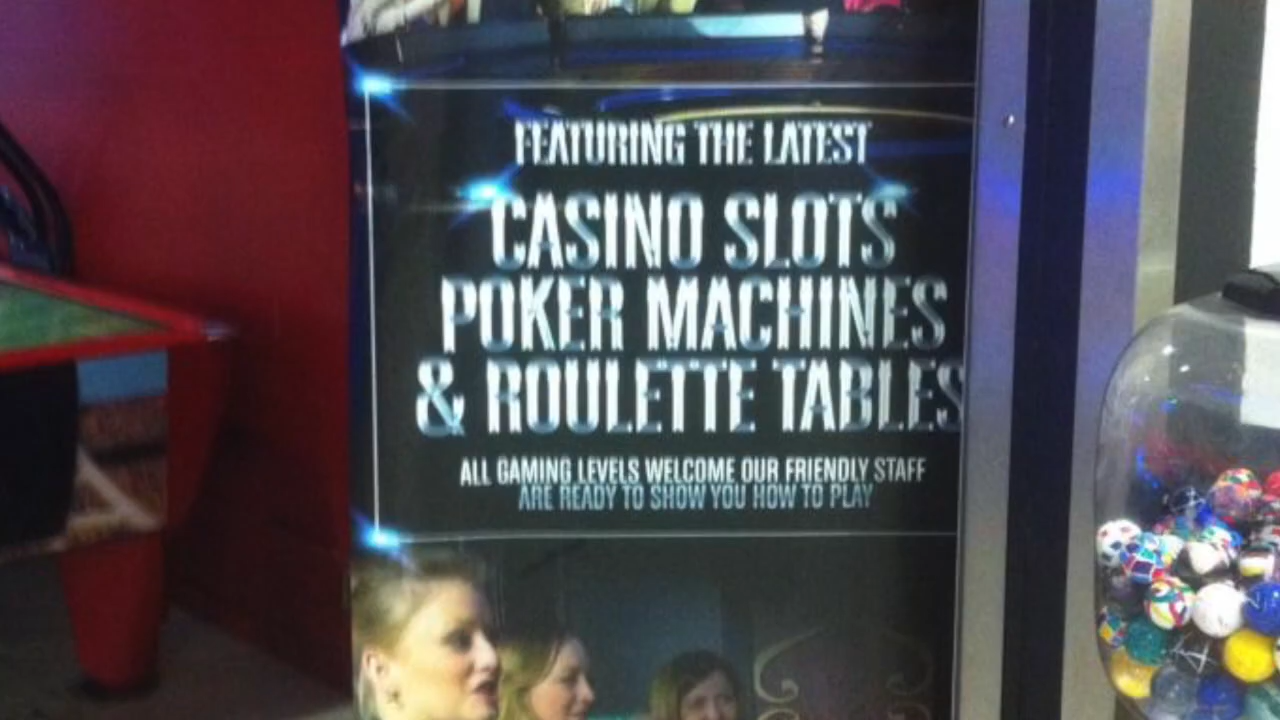 FEATURING THE LATEST
CASINO SLOTS
POKER MACHINES
& ROULETTE TABLES
ALL GAMING LEVELS WELCOME OUR FRIENDLY STAFF
ARE READY TO SHOW YOU HOW TO PLAY